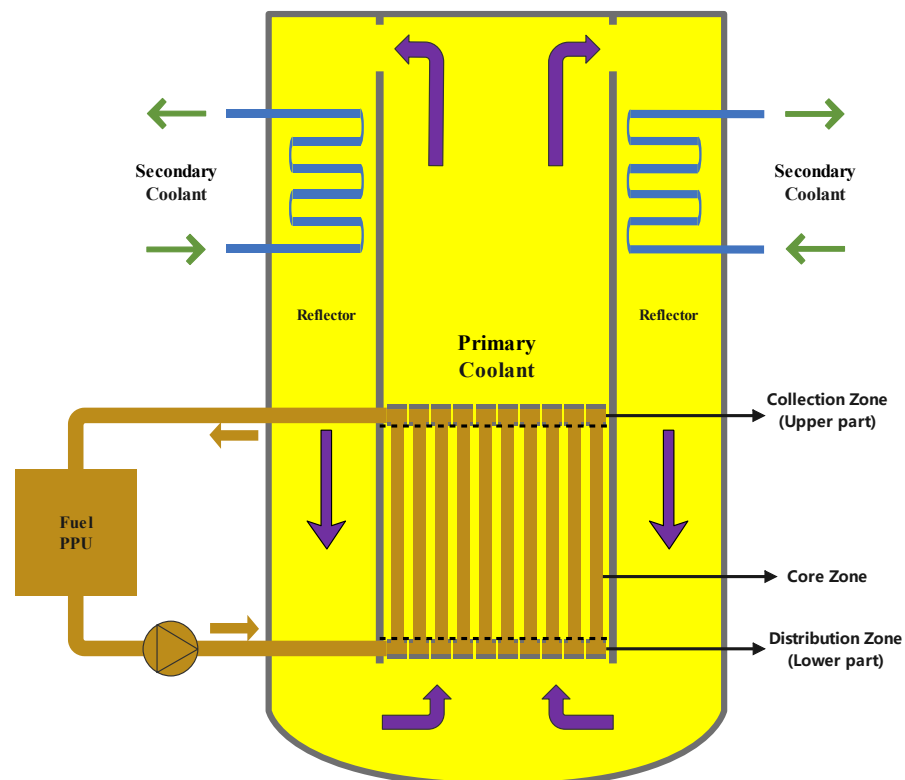 Secondary
Coolant
Secondary
Coolant
Reflector
Reflector
Primary
Coolant
Collection Zone
(Upper part)
Fuel
PPU
Core Zone
Distribution Zone
(Lower part)